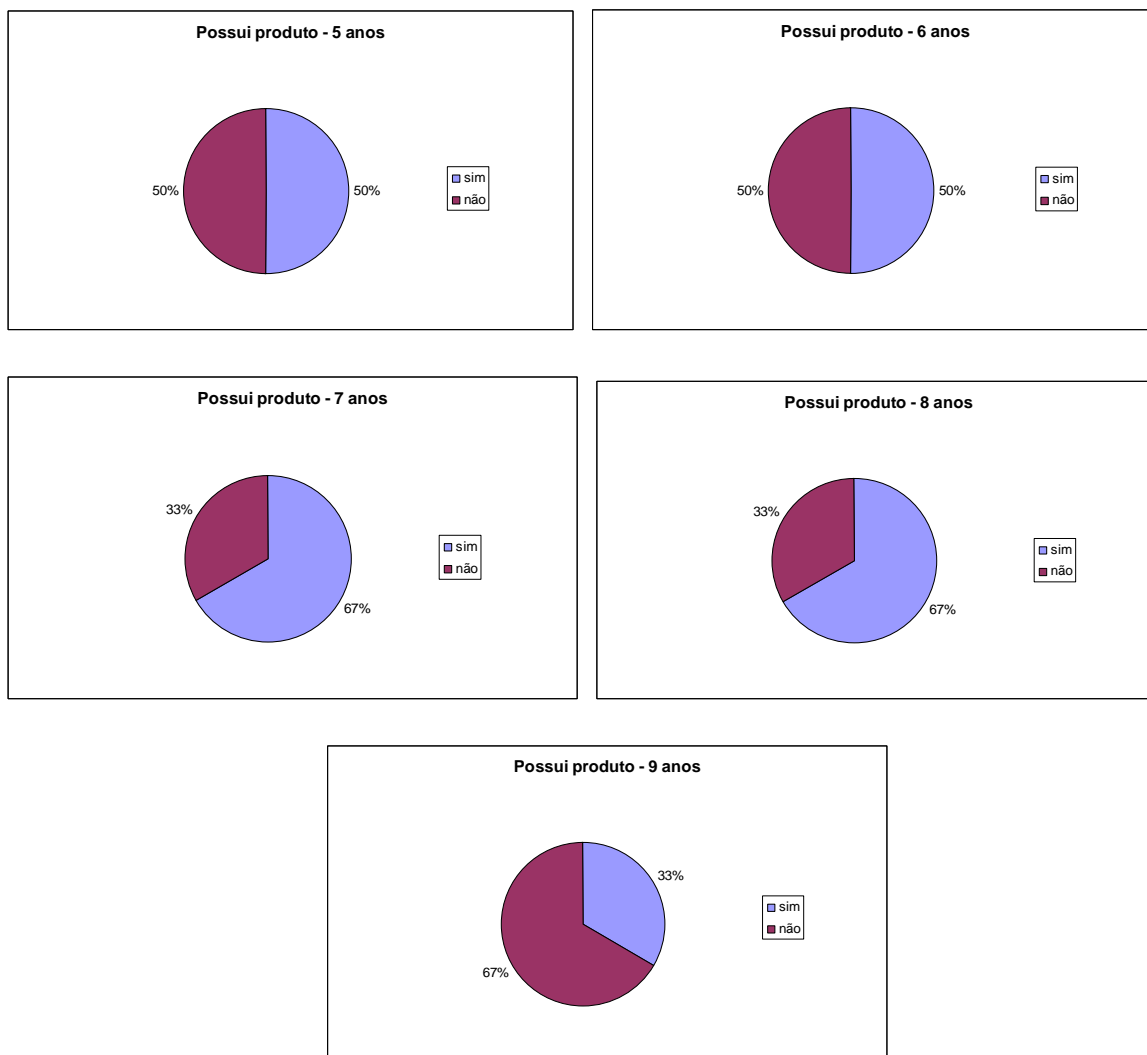 Possui produto - 5 anos
50%
50%
sim
não
Possui produto - 6 anos
50%
50%
sim
não
Possui produto - 7 anos
33%
67%
sim
não
Possui produto - 8 anos
33%
67%
sim
não
Possui produto - 9 anos
33%
67%
sim
não